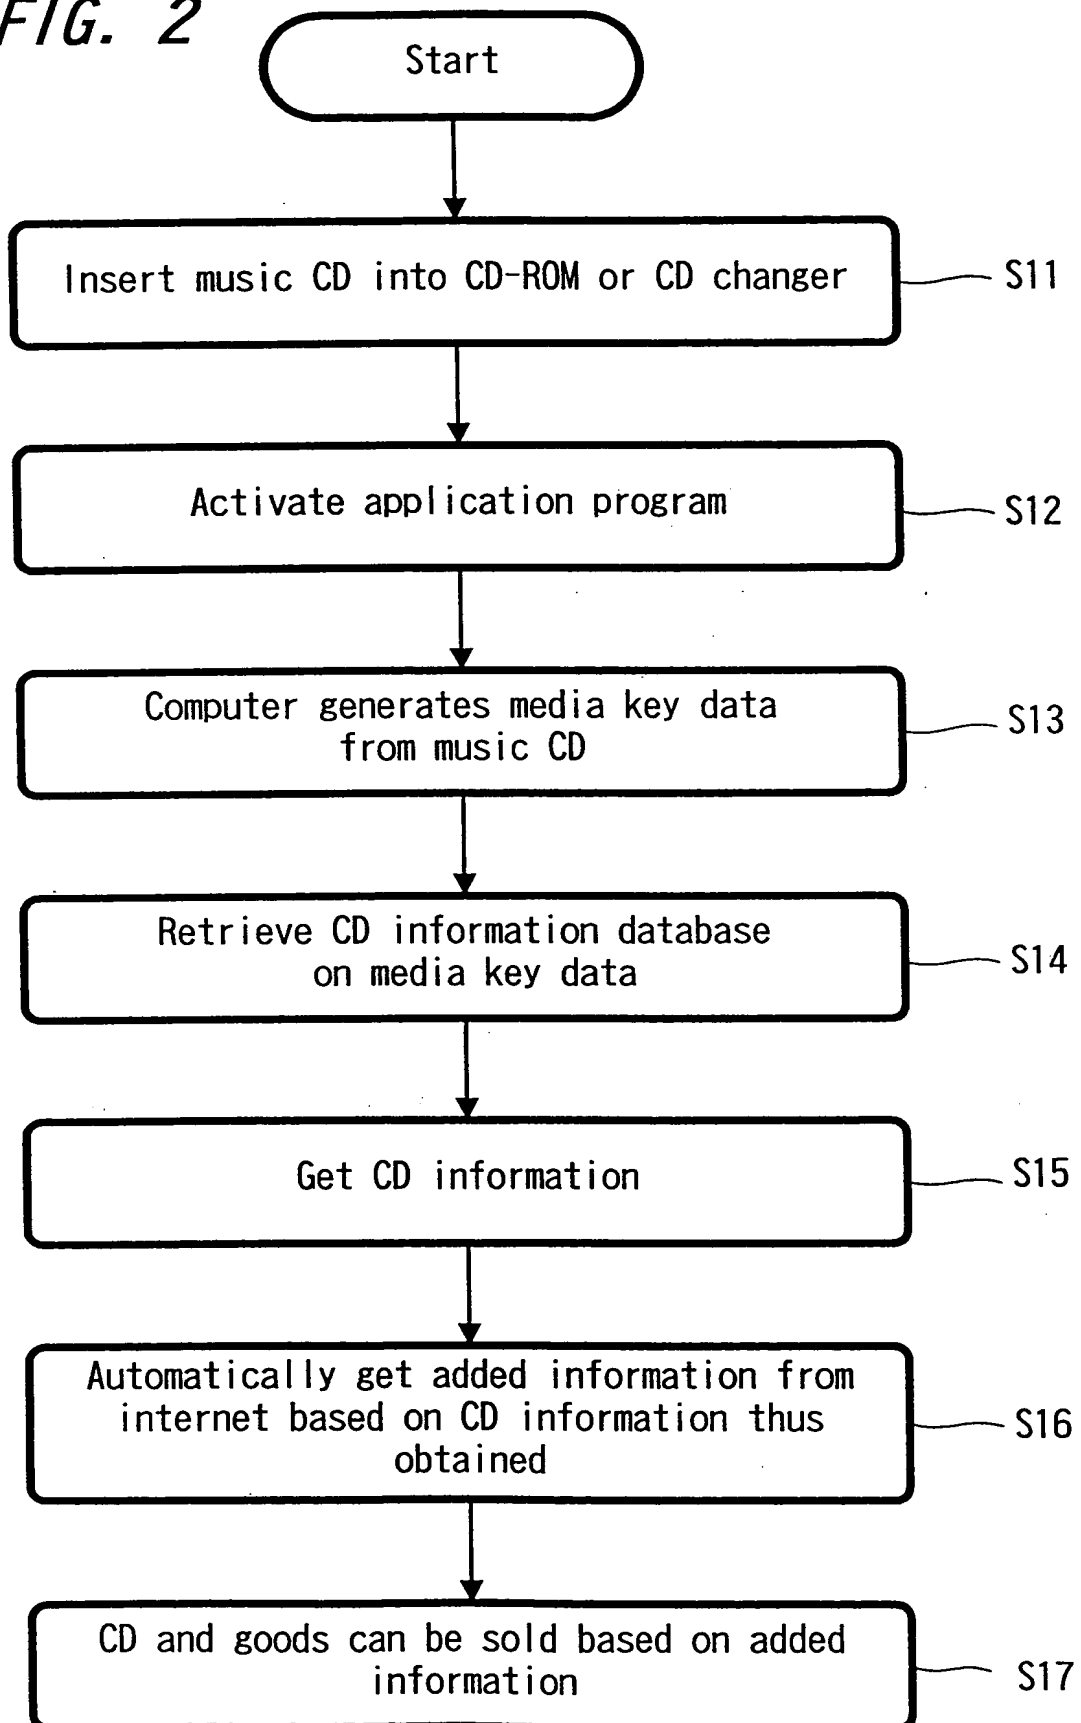 FIG. 2
Start
Insert music CD into CD-ROM or CD changer
S11
Activate application program
S12
Computer generates media key data
from music CD
S13
Retrieve CD information database
on media key data
S14
Get CD information
S15
Automatically get added information from
internet based on CD information thus
obtained
S16
CD and goods can be sold based on added
information
S17